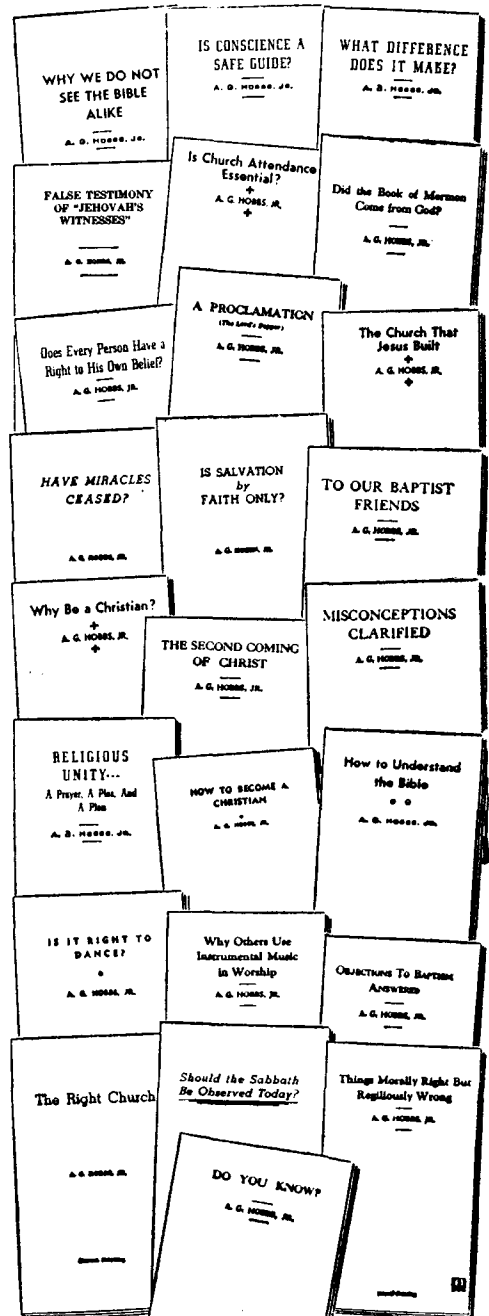 WHY WE DO NOT
SEE THE BIBLE
ALIKE
A. G. HOBBS, JR.
IS CONSCIENCE A
SAFE GUIDE?
A. G. HOBBS, JR.
WHAT DIFFERENCE
DOES IT MAKE?
A. G. HOBBS, JR.
FALSE TESTIMONY
OF "JEHOVAH'S
WITNESSES"
A. G. HOBBS, JR.
Is Church Attendance
Essential?
A. G. HOBBS, JR.
Did the Book of Mormon
Come from God?
A. G. HOBBS, JR.
Does Every Person Have a
Right to His Own Belief?
A. G. HOBBS, JR.
A PROCLAMATION
(The Lord's Supper)
A. G. HOBBS, JR.
The Church That
Jesus Built
A. G. HOBBS, JR.
HAVE MIRACLES
CEASED?
A. G. HOBBS, JR.
IS SALVATION
by
FAITH ONLY?
A. G. HOBBS, JR.
TO OUR BAPTIST
FRIENDS
A. G. HOBBS, JR.
Why Be a Christian?
A. G. HOBBS, JR.
THE SECOND COMING
OF CHRIST
A. G. HOBBS, JR.
MISCONCEPTIONS
CLARIFIED
A. G. HOBBS, JR.
RELIGIOUS
UNITY...
A Prayer, A Plea, And
A Plan
A. G. HOBBS, JR.
HOW TO BECOME A
CHRISTIAN
A. G. HOBBS, JR.
How to Understand
the Bible
A. G. HOBBS, JR.
IS IT RIGHT TO
DANCE?
A. G. HOBBS, JR.
Why Others Use
Instrumental Music
in Worship
A. G. HOBBS, JR.
OBJECTIONS TO BAPTISM
ANSWERED
A. G. HOBBS, JR.
The Right Church
A. G. HOBBS, JR.
Printing
Should the Sabbath
Be Observed Today?
Things Morally Right But
Regiliously Wrong
A. G. HOBBS, JR.
Printing
DO YOU KNOW?
A. G. HOBBS, JR.